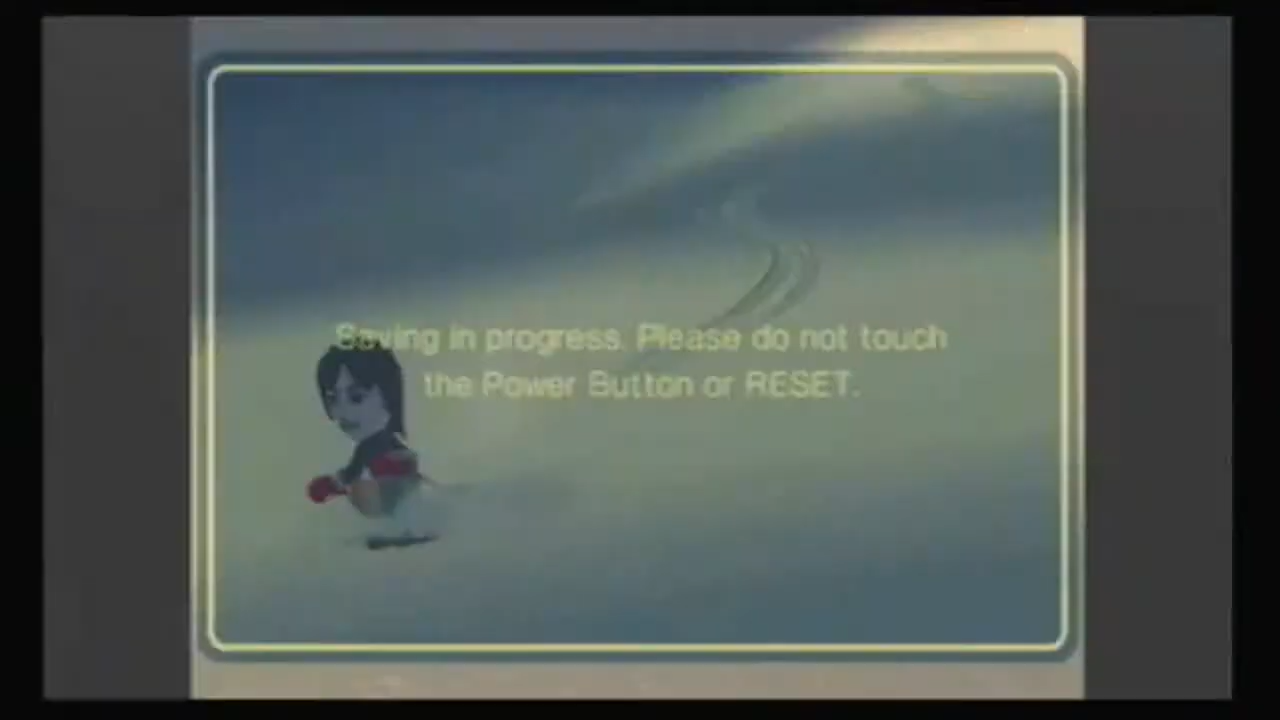 Saving in progress. Please do not touch
the Power Button or RESET.